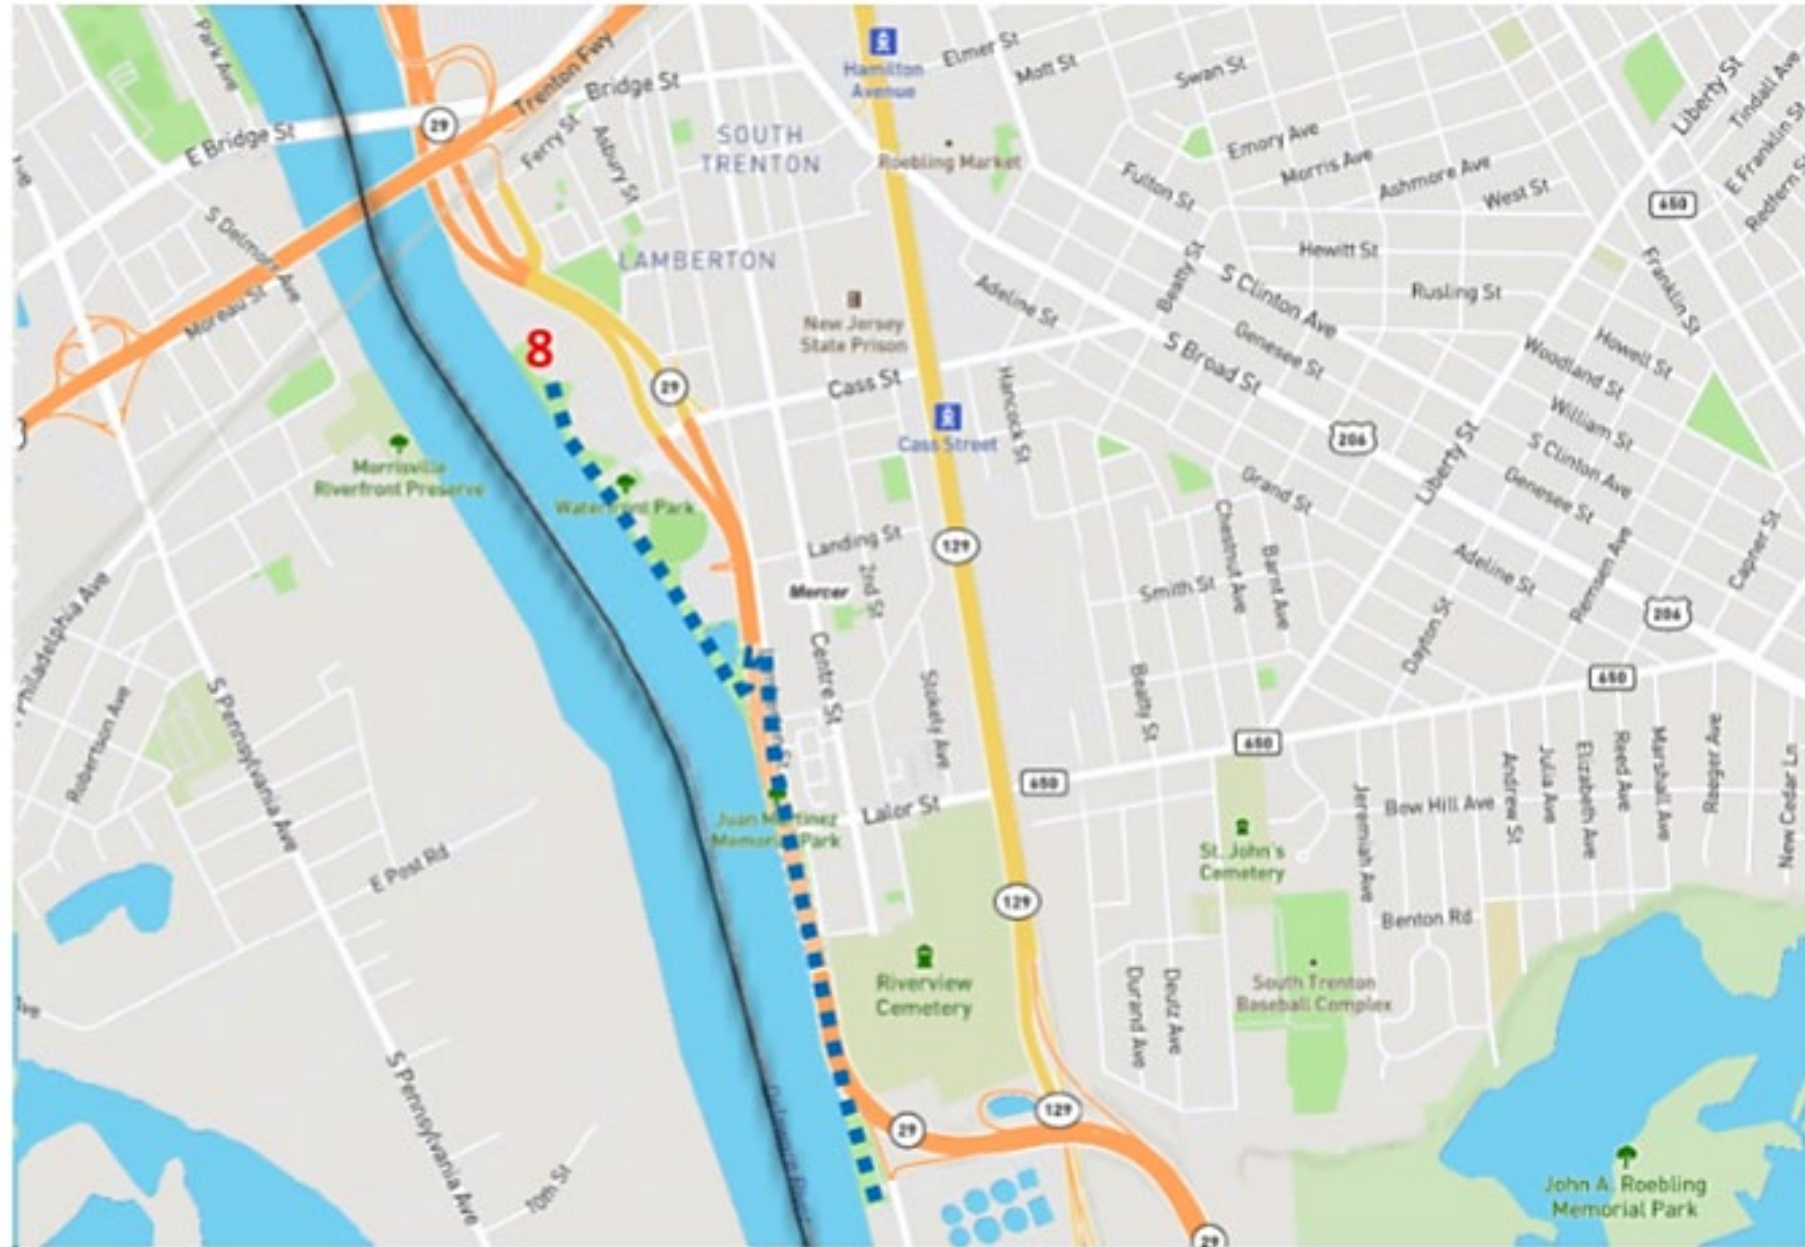 Park Ave
Trenton Fwy
Elmer St
Hamilton
Avenue
Mott St
Swan St
Liberty St
Tindall Ave
Bridge St
29
E Bridge St
Ferry St
Asbury St
SOUTH
TRENTON
Roebling Market
Emory Ave
Morris Ave
Ashmore Ave
West St
E Franklin St
Ave
Fulton St
650
S Delmorr Ave
LAMBERTON
Beatty St
Hewitt St
Franklin St
Moreau St
Adeline St
S Clinton Ave
Rusling St
New Jersey
State Prison
8
Genesee St
Howell St
S Broad St
Woodland St
29
Cass St
Hancock St
William St
Cass Street
206
Liberty St
S Clinton Ave
Morrisville
Riverfront Preserve
Grand St
Genesee St
Waterfront Park
Landing St
129
Chestnut Ave
Barnt Ave
Adeline St
Remsen Ave
Capner St
Mercer
2nd St
Smith St
206
Philadelphia Ave
Centre St
Dayton St
Robertson Ave
S Pennsylvania Ave
Stokely Ave
Beatty St
650
650
650
Andrew St
Julia Ave
Elizabeth Ave
Reed Ave
Marshall Ave
Reeger Ave
New Cedar Ln
Lalor St
Jeremiah Ave
Bow Hill Ave
Juan Martinez
Memorial Park
St. John's
Cemetery
E Post Rd
129
Benton Rd
Riverview
Cemetery
Durand Ave
Deutz Ave
South Trenton
Baseball Complex
Ave
S Pennsylvania Ave
129
29
10th St
John A. Roebling
Memorial Park
29